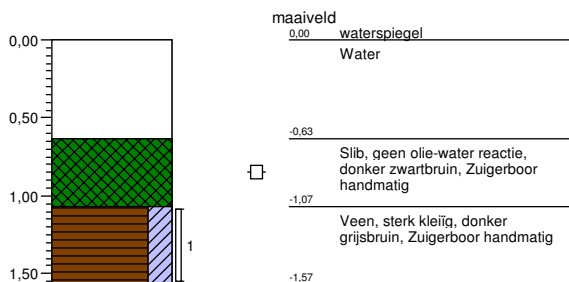 maaiveld
0,00
0,00 waterspiegel
Water
0,50
-0,63
Slib, geen olie-water reactie,
donker zwartbruin, Zuigerboor
handmatig
1,00
-1,07
Veen, sterk kleiïg, donker
grijsbruin, Zuigerboor handmatig
1
1,50
-1,57